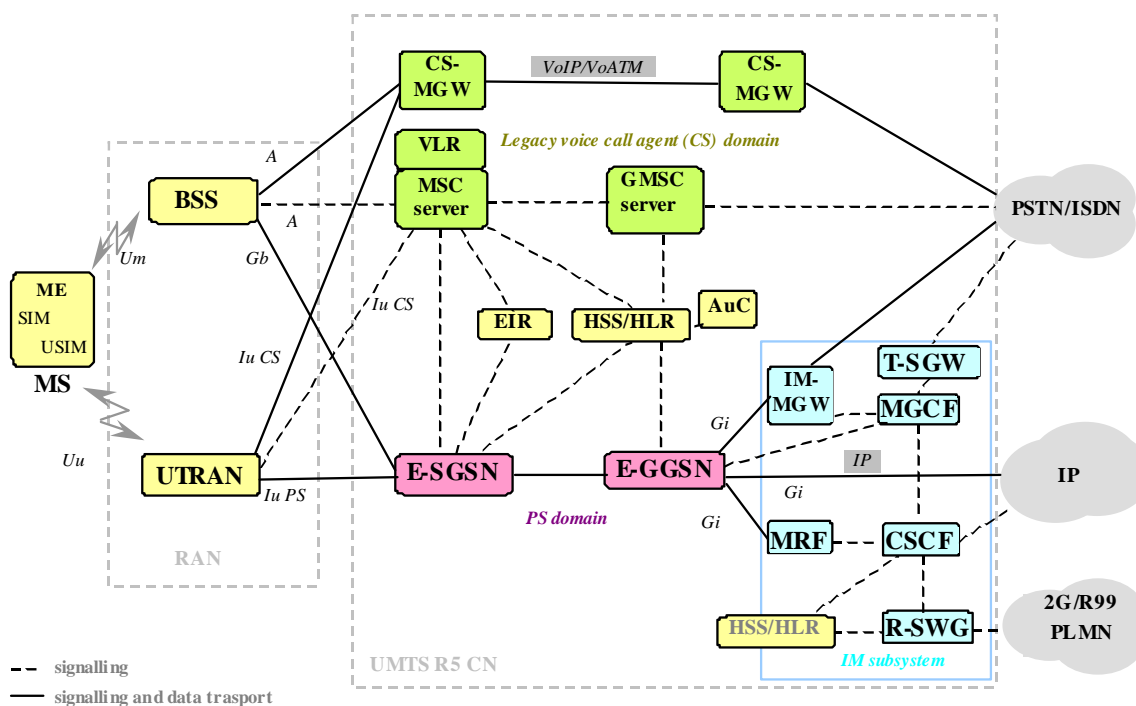 CS-
MGW
VoIP/VoATM
CS-
MGW
VLR
Legacy voice call agent (CS) domain
A
BSS
MSC
server
GMSC
server
PSTN/ISDN
A
Um
Gb
ME
SIM
USIM
MS
Iu CS
EIR
HSS/HLR
AuC
Iu CS
T-SGW
IM-
MGW
MGCF
Gi
Uu
UTRAN
E-SGSN
E-GGSN
IP
IP
Iu PS
Gi
PS domain
Gi
MRF
CSCF
RAN
HSS/HLR
R-SWG
2G/R99
PLMN
UMTS R5 CN
IM subsystem
signalling
signalling and data trasport